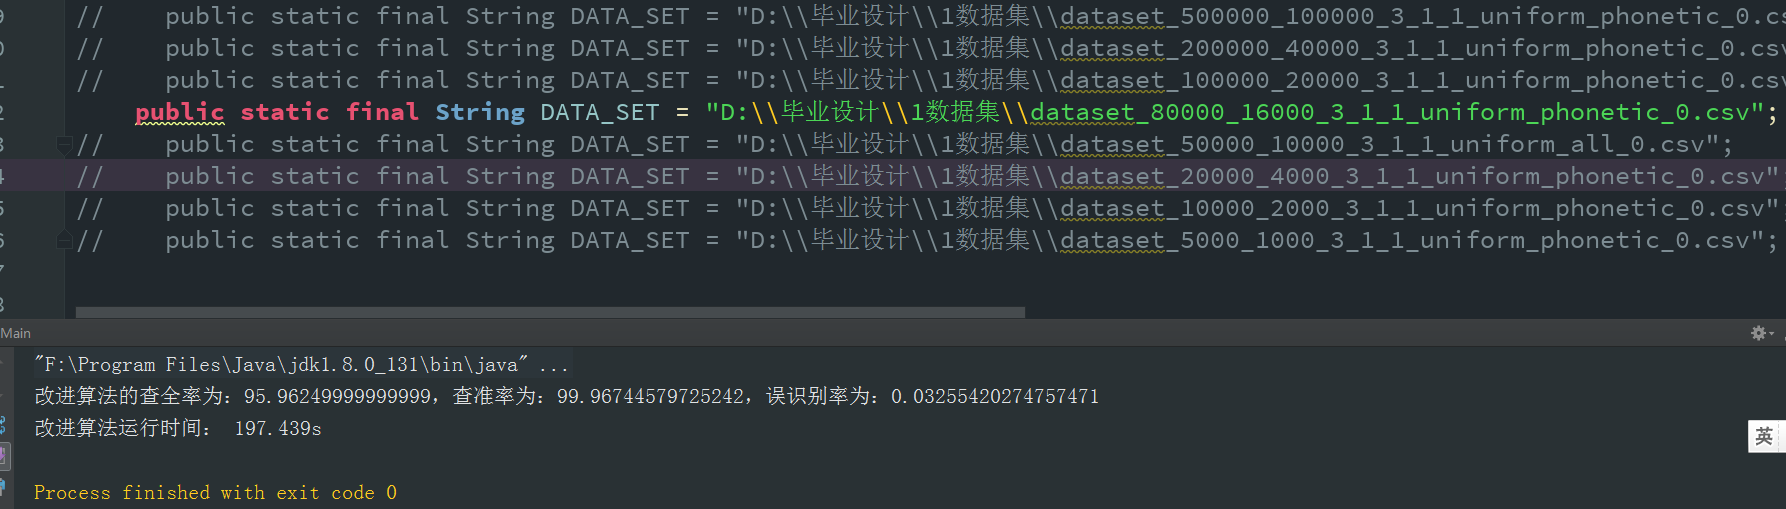 9 //    public static final String DATA_SET = "D:\\毕业设计\\1数据集\\dataset_500000_100000_3_1_1_uniform_phonetic_0.cs
0 //    public static final String DATA_SET = "D:\\毕业设计\\1数据集\\dataset_200000_40000_3_1_1_uniform_phonetic_0.csv
1 //    public static final String DATA_SET = "D:\\毕业设计\\1数据集\\dataset_100000_20000_3_1_1_uniform_phonetic_0.csv
2     public static final String DATA_SET = "D:\\毕业设计\\1数据集\\dataset_80000_16000_3_1_1_uniform_phonetic_0.csv";
3 //    public static final String DATA_SET = "D:\\毕业设计\\1数据集\\dataset_50000_10000_3_1_1_uniform_all_0.csv";
4 //    public static final String DATA_SET = "D:\\毕业设计\\1数据集\\dataset_20000_4000_3_1_1_uniform_phonetic_0.csv";
5 //    public static final String DATA_SET = "D:\\毕业设计\\1数据集\\dataset_10000_2000_3_1_1_uniform_phonetic_0.csv"
6 //    public static final String DATA_SET = "D:\\毕业设计\\1数据集\\dataset_5000_1000_3_1_1_uniform_phonetic_0.csv";
7
8
Main
"F:\Program Files\Java\jdk1.8.0_131\bin\java" ...
改进算法的查全率为：95.96249999999999，查准率为：99.96744579725242，误识别率为：0.03255420274757471
改进算法运行时间： 197.439s
英
Process finished with exit code 0